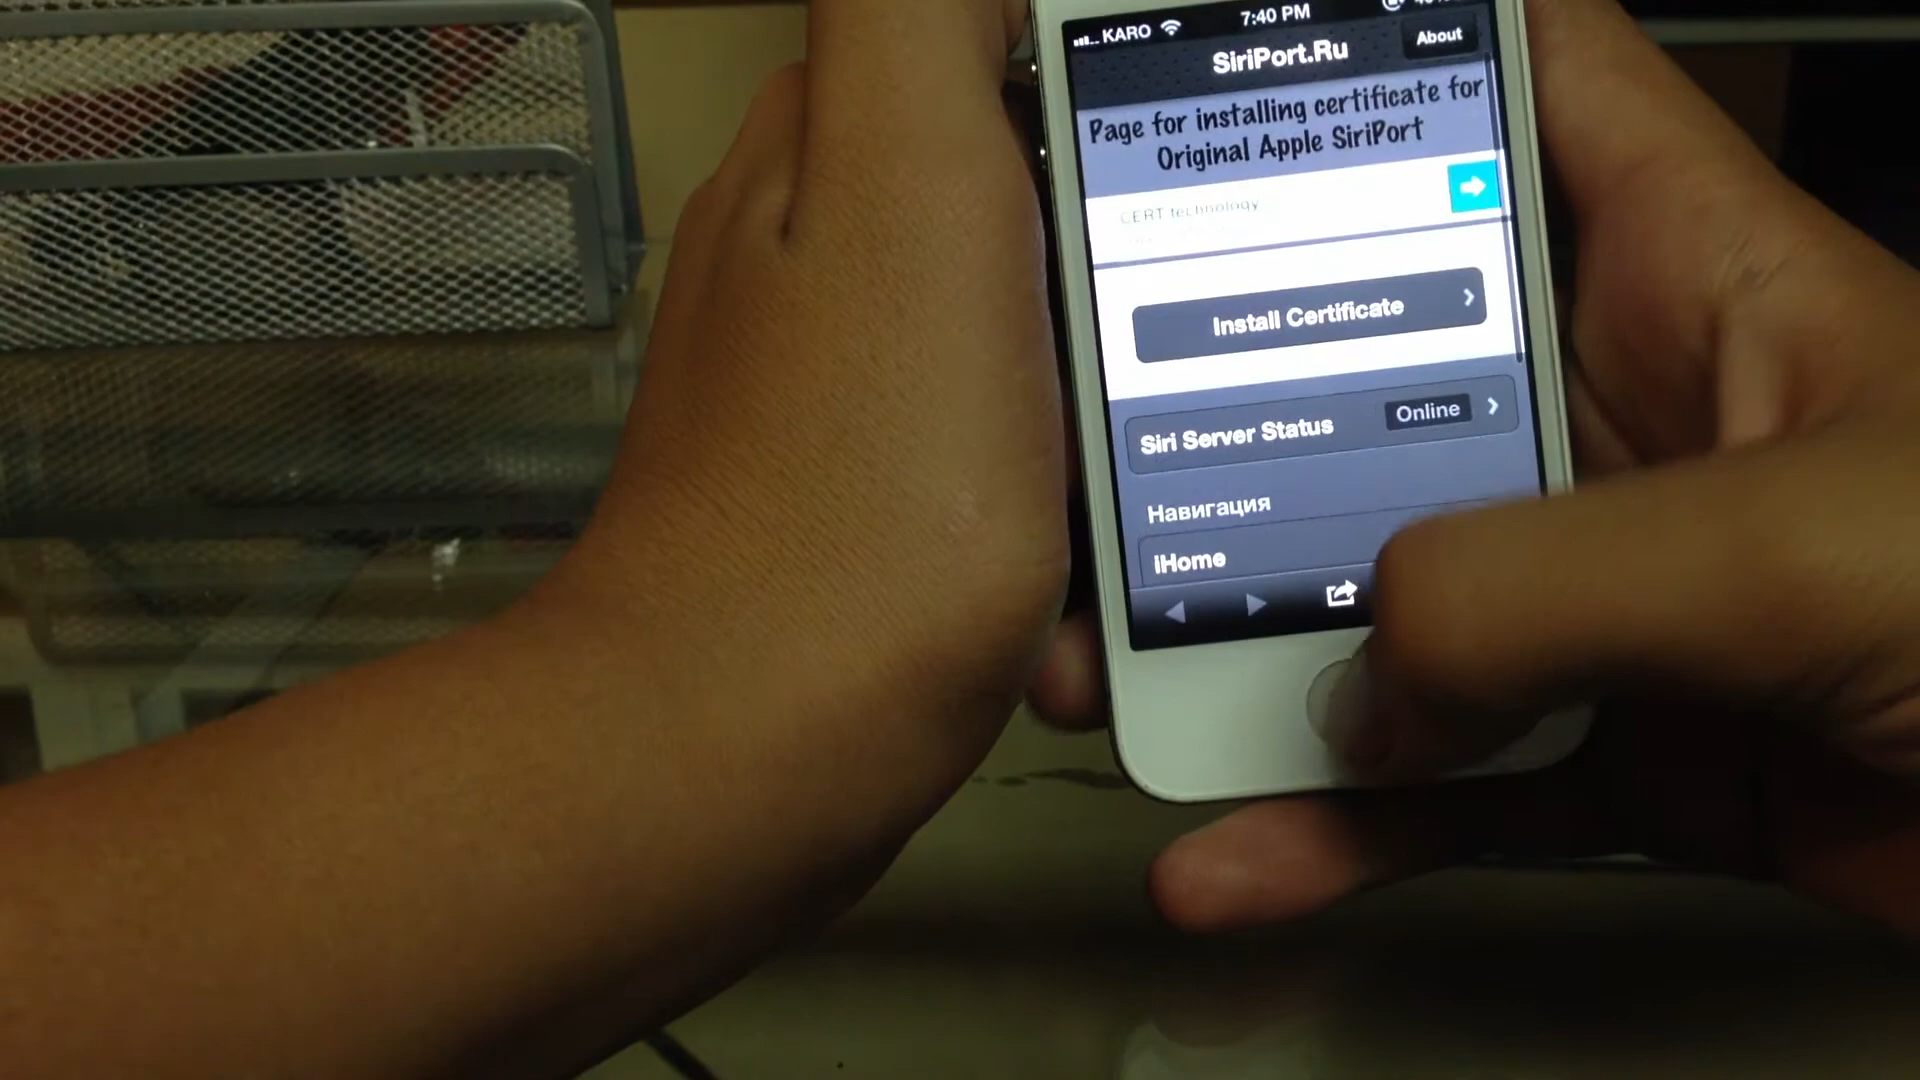 KARO
7:40 PM
SiriPort.Ru
About
Page for installing certificate for
Original Apple SiriPort
CERT technology
Install Certificate
Siri Server Status
Online
Навигация
iHome